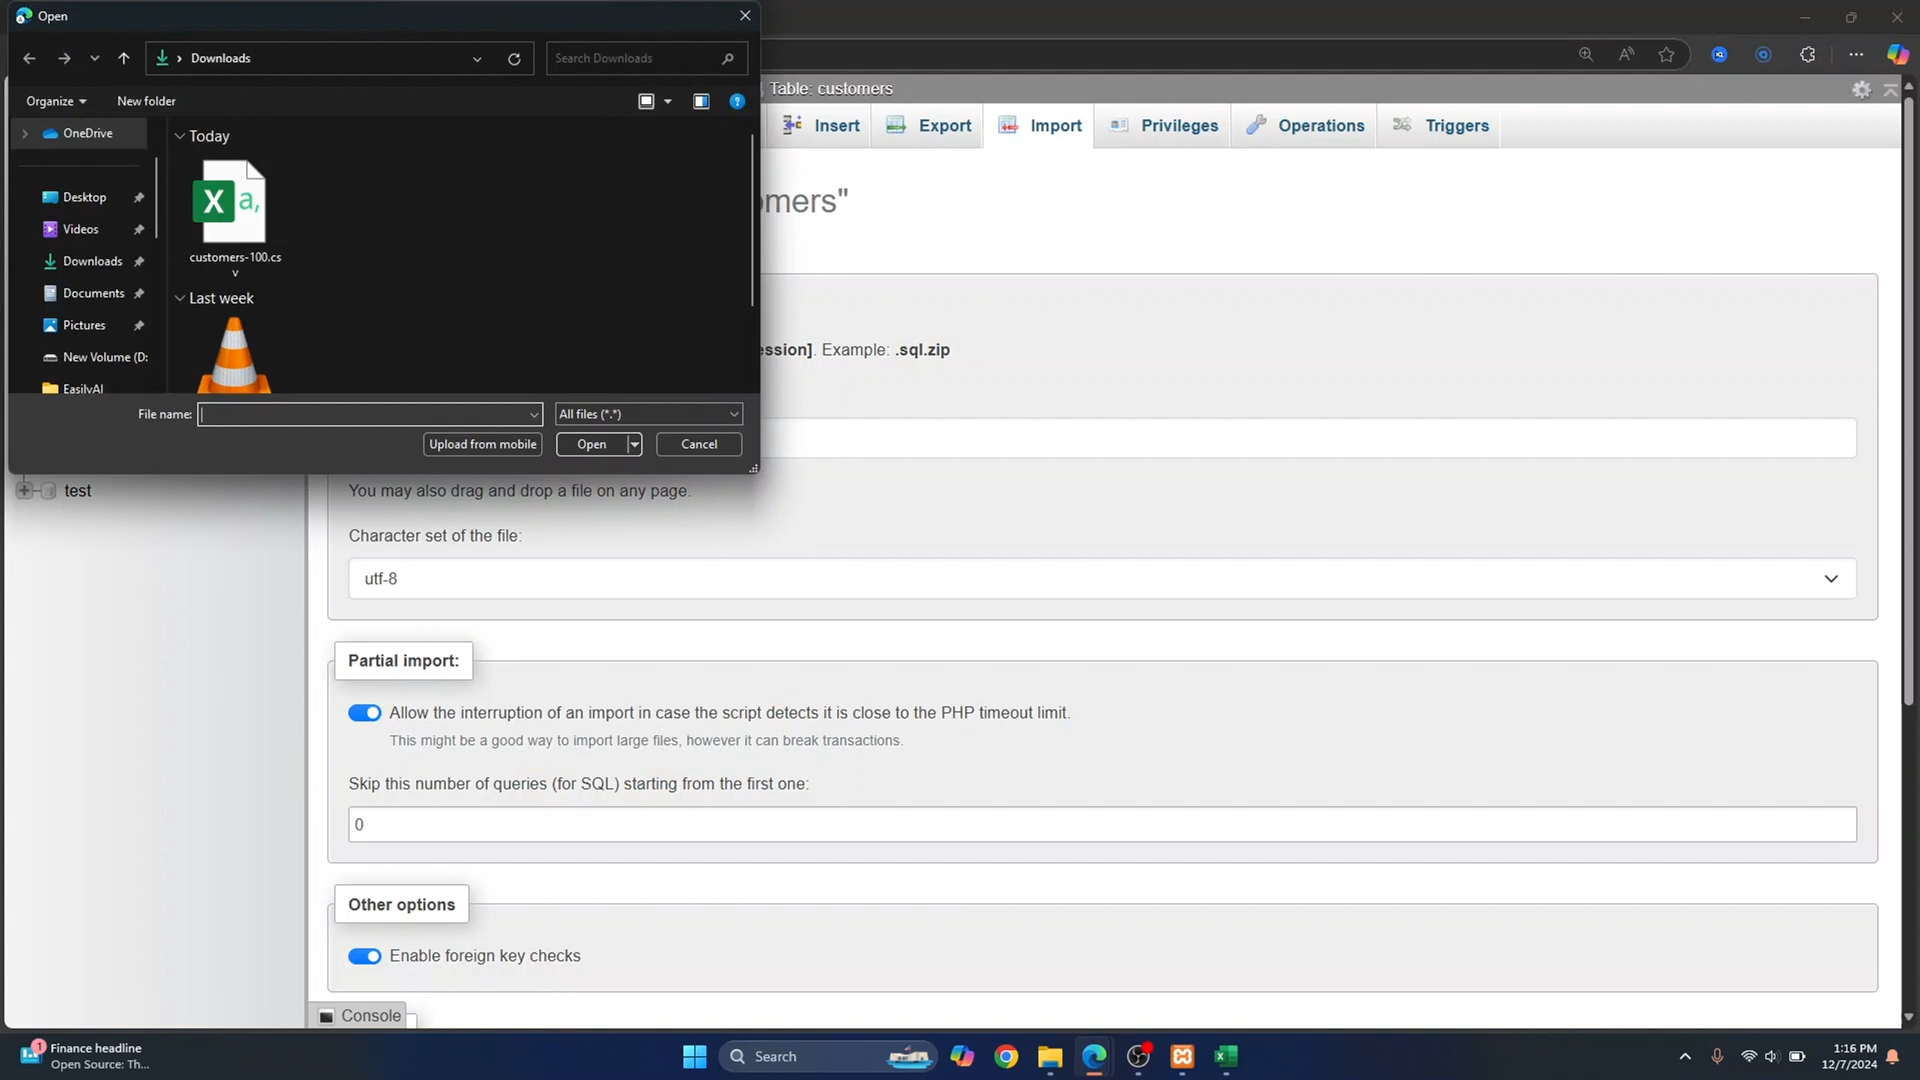 Open
Downloads
Search Downloads
Organize
New folder
OneDrive
Desktop
Videos
Downloads
Documents
Pictures
New Volume (D:
EasilyAI
Today
X a,
customers-100.cs
v
Last week
File name:
All files (*.*)
Upload from mobile
Open
Cancel
Table: customers
Insert
Export
Import
Privileges
Operations
Triggers
omers"
ession]. Example: .sql.zip
test
You may also drag and drop a file on any page.
Character set of the file:
utf-8
Partial import:
Allow the interruption of an import in case the script detects it is close to the PHP timeout limit.
This might be a good way to import large files, however it can break transactions.
Skip this number of queries (for SQL) starting from the first one:
0
Other options
Enable foreign key checks
Console
1
Finance headline
Open Source: Th...
Search
1:16 PM
12/7/2024